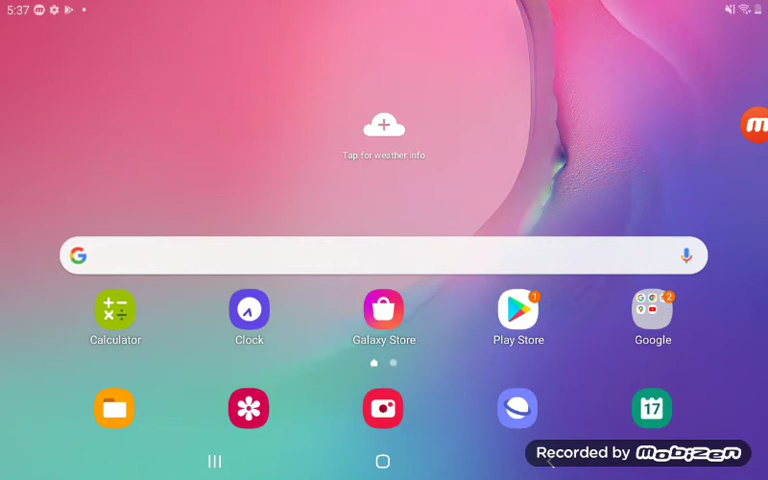 5:37
Tap for weather info
Calculator
Clock
Galaxy Store
1
Play Store
2
Google
17
Recorded by mobizen